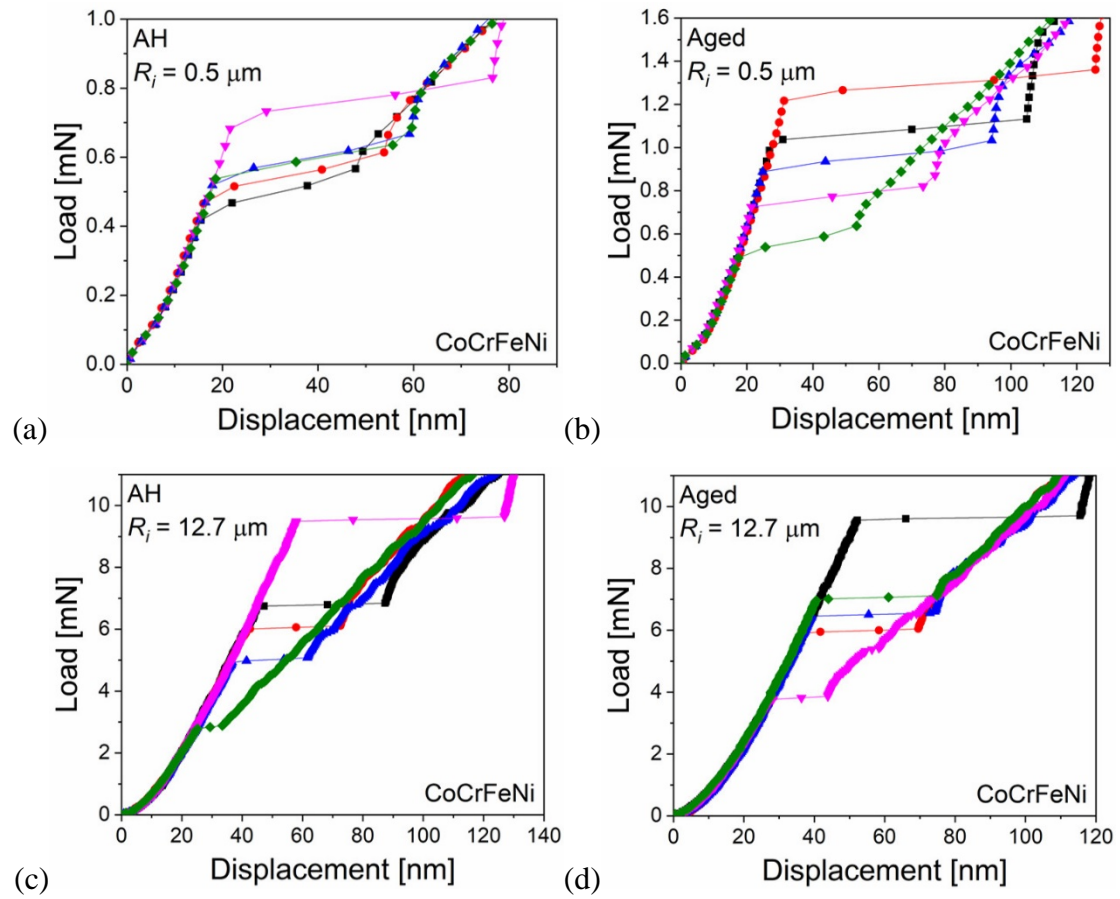 1.0
AH
R_i = 0.5 μm
0.8
0.6
0.4
0.2
0.0
Load [mN]
CoCrFeNi
0 20 40 60 80
Displacement [nm]
(a)
1.6
Aged
R_i = 0.5 μm
1.4
1.2
1.0
0.8
0.6
0.4
0.2
0.0
Load [mN]
CoCrFeNi
0 20 40 60 80 100 120
Displacement [nm]
(b)
AH
R_i = 12.7 μm
10
8
6
4
2
0
Load [mN]
CoCrFeNi
0 20 40 60 80 100 120 140
Displacement [nm]
(c)
Aged
R_i = 12.7 μm
10
8
6
4
2
0
Load [mN]
CoCrFeNi
0 20 40 60 80 100 120
Displacement [nm]
(d)